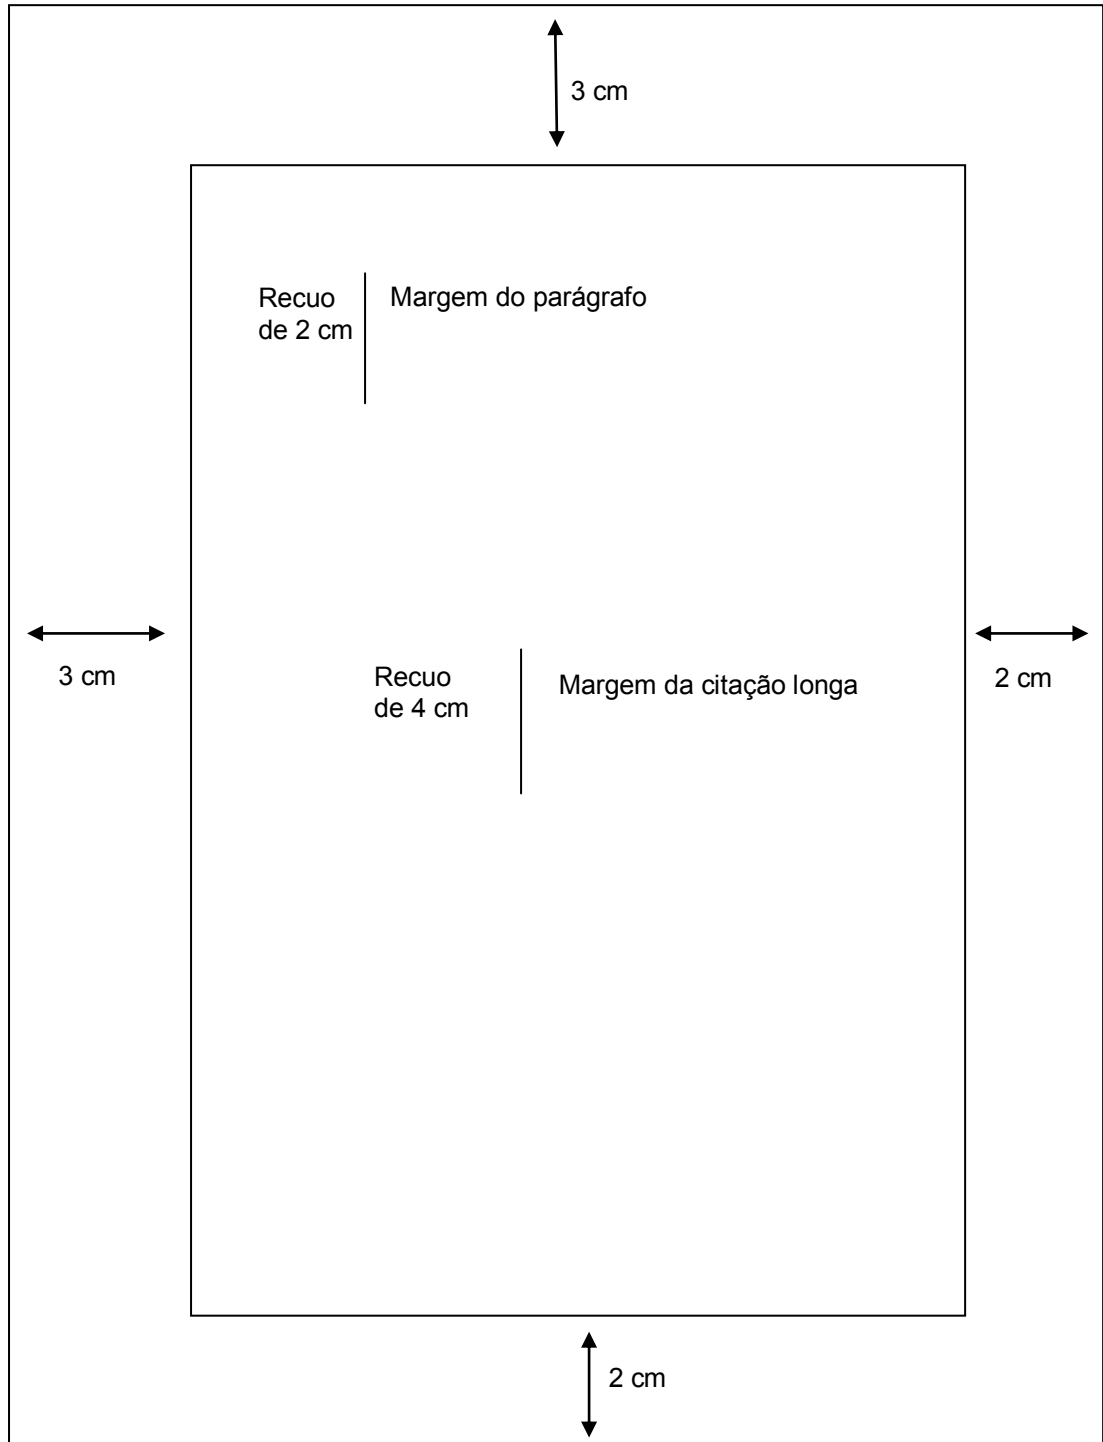 3 cm
Recuo
de 2 cm
Margem do parágrafo
3 cm
Recuo
de 4 cm
Margem da citação longa
2 cm
2 cm